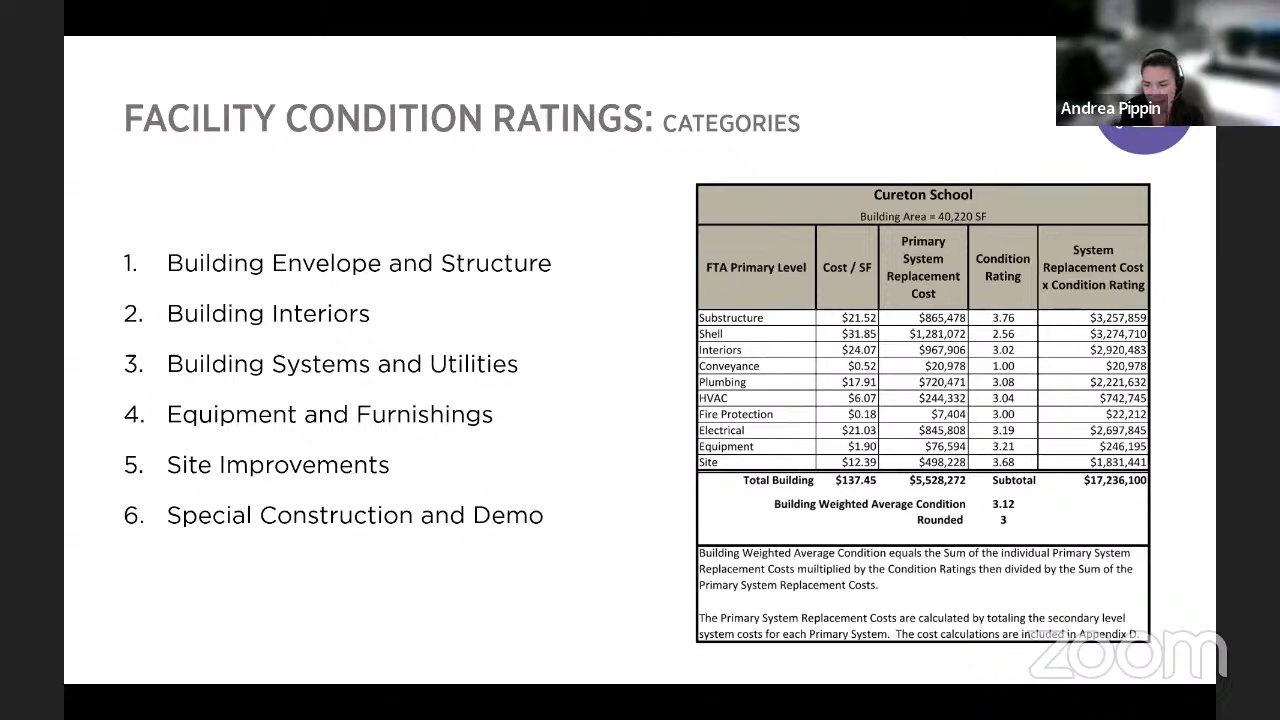 Andrea Pippin
FACILITY CONDITION RATINGS: CATEGORIES
1. Building Envelope and Structure
2. Building Interiors
3. Building Systems and Utilities
4. Equipment and Furnishings
5. Site Improvements
6. Special Construction and Demo
Cureton School
Building Area = 40,220 SF
FTA Primary Level Cost / SF Primary System Replacement Cost Condition Rating System Replacement Cost x Condition Rating
Substructure $21.52 $865,478 3.76 $3,257,859
Shell $31.85 $1,281,072 2.56 $3,274,710
Interiors $24.07 $967,906 3.02 $2,920,483
Conveyance $0.52 $20,978 1.00 $20,978
Plumbing $17.91 $720,471 3.08 $2,221,632
HVAC $6.07 $244,332 3.04 $742,745
Fire Protection $0.18 $7,404 3.00 $22,212
Electrical $21.03 $845,808 3.19 $2,697,845
Equipment $1.90 $76,594 3.21 $246,195
Site $12.39 $498,228 3.68 $1,831,441
Total Building $137.45 $5,528,272 Subtotal $17,236,100
Building Weighted Average Condition 3.12
Rounded 3
Building Weighted Average Condition equals the Sum of the individual Primary System
Replacement Costs muiltiplied by the Condition Ratings then divided by the Sum of the
Primary System Replacement Costs.
The Primary System Replacement Costs are calculated by totaling the secondary level
system costs for each Primary System. The cost calculations are included in Appendix D.
zoom